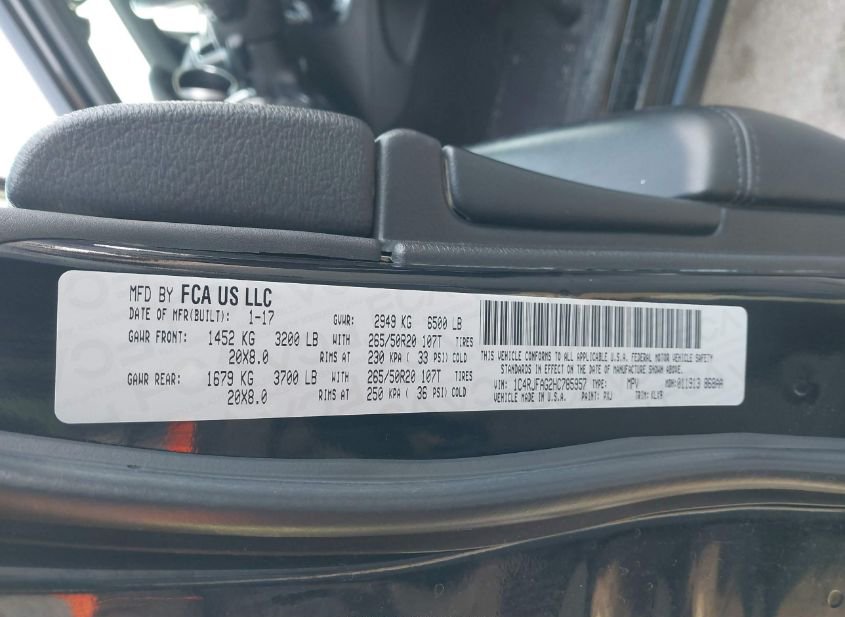 MFD BY FCA US LLC
DATE OF MFR(BUILT): 1-17 GVWR: 2949 KG 6500 LB
GAWR FRONT: 1452 KG 3200 LB WITH 265/50R20 107T TIRES
20X8.0 RIMS AT 230 KPA ( 33 PSI) COLD
GAWR REAR: 1679 KG 3700 LB WITH 265/50R20 107T TIRES
20X8.0 RIMS AT 250 KPA ( 36 PSI) COLD
THIS VEHICLE CONFORMS TO ALL APPLICABLE U.S.A. FEDERAL MOTOR VEHICLE SAFETY
STANDARDS IN EFFECT ON THE DATE OF MANUFACTURE SHOWN ABOVE.
VIN: 1C4RJFAG2HC785957 TYPE: MPV MDH: 011913 868AA
VEHICLE MADE IN U.S.A. PAINT: PXJ TRIM: